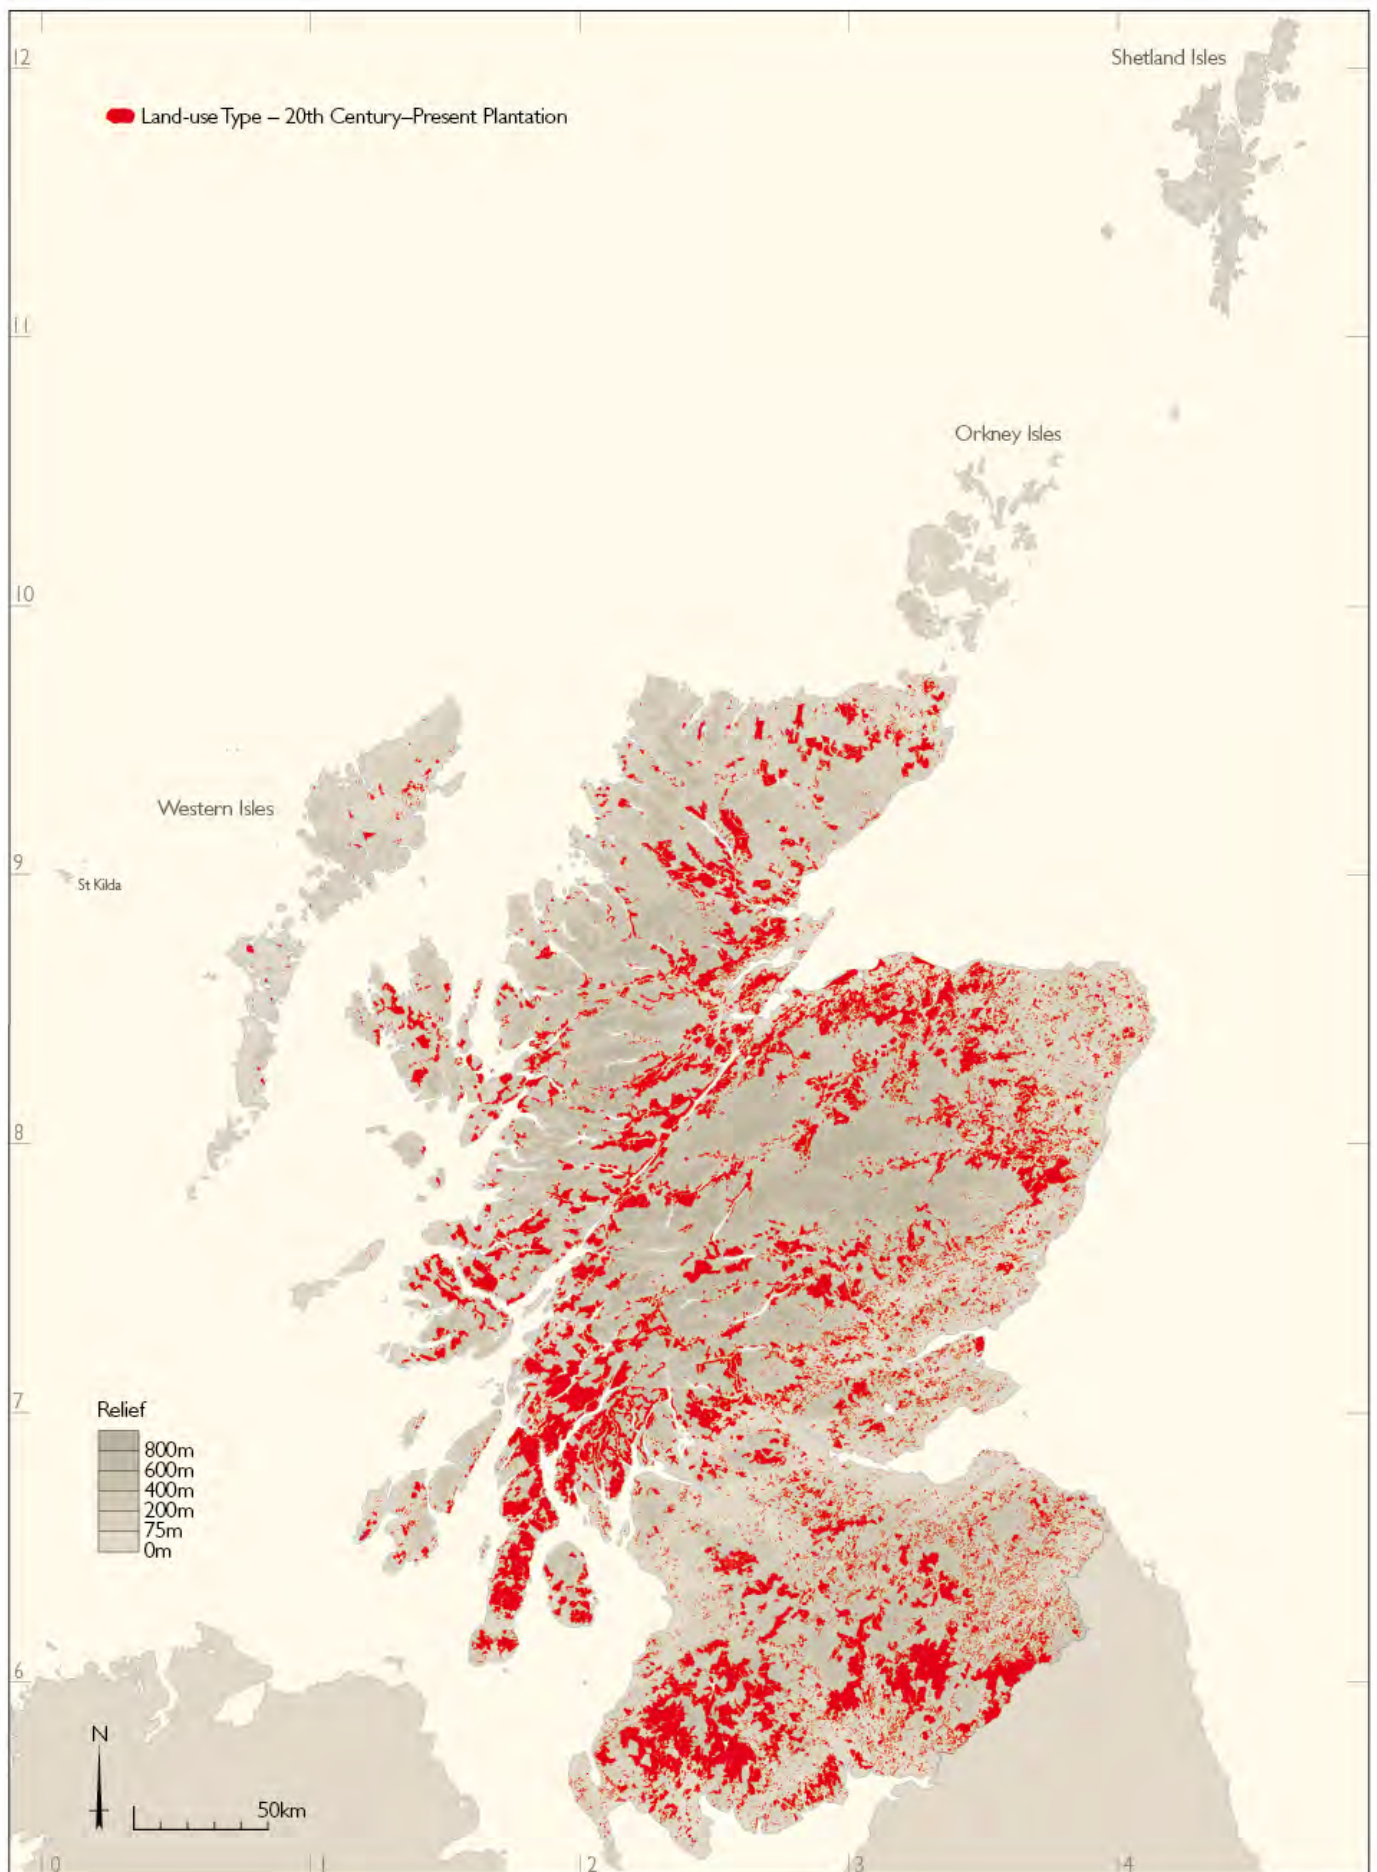 12
Shetland Isles
Land-use Type – 20th Century–Present Plantation
11
Orkney Isles
10
Western Isles
9
St Kilda
8
7
Relief
800m
600m
400m
200m
75m
0m
6
N
50km
0
1
2
3
4